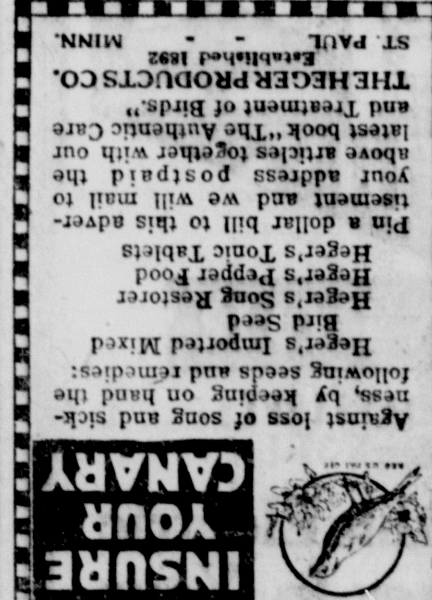 INSURE
YOUR
CANARY
REG. U.S. PAT. OFF.
Against loss of song and sick-
ness, by keeping on hand the
following seeds and remedies:
Heger's Imported Mixed
Bird Seed
Heger's Song Restorer
Heger's Pepper Food
Heger's Tonic Tablets
Pin a dollar bill to this adver-
tisement and we will mail to
your address postpaid the
above articles together with our
latest book "The Authentic Care
and Treatment of Birds."
THE HEGER PRODUCTS CO.
Established 1892
ST. PAUL - - MINN.